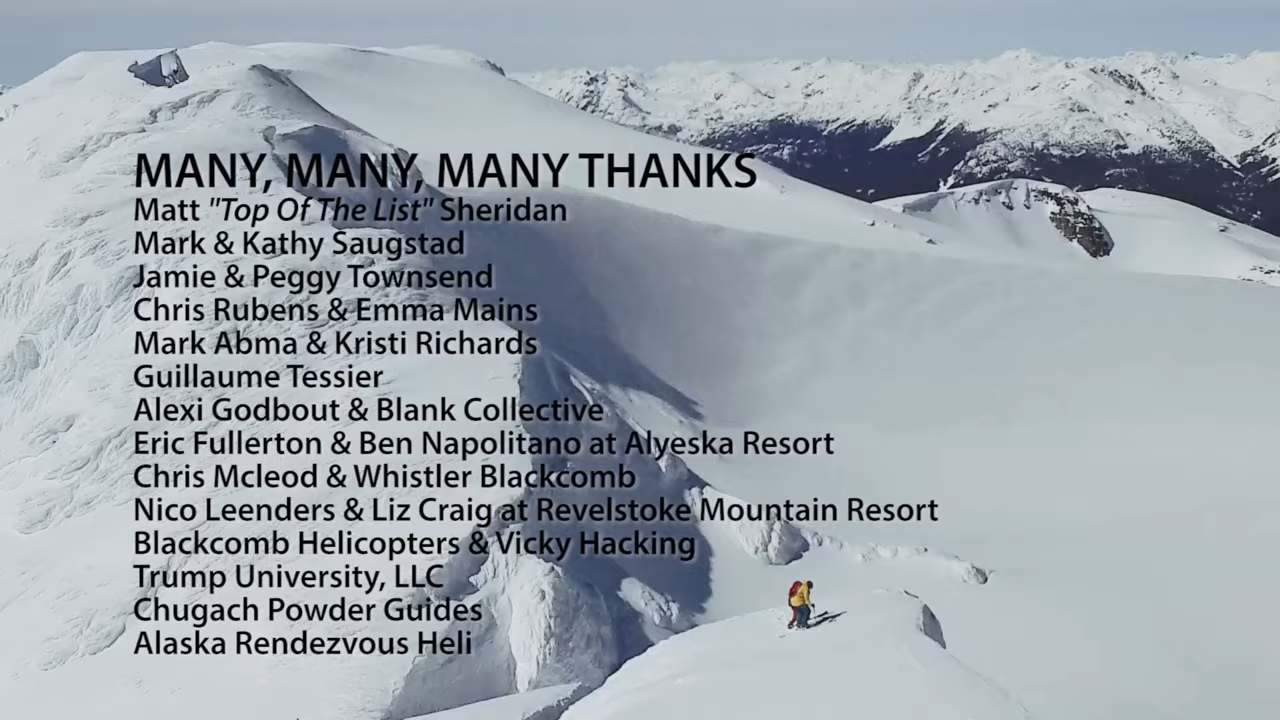 MANY, MANY, MANY THANKS
Matt "Top Of The List" Sheridan
Mark & Kathy Saugstad
Jamie & Peggy Townsend
Chris Rubens & Emma Mains
Mark Abma & Kristi Richards
Guillaume Tessier
Alexi Godbout & Blank Collective
Eric Fullerton & Ben Napolitano at Alyeska Resort
Chris Mcleod & Whistler Blackcomb
Nico Leenders & Liz Craig at Revelstoke Mountain Resort
Blackcomb Helicopters & Vicky Hacking
Trump University, LLC
Chugach Powder Guides
Alaska Rendezvous Heli